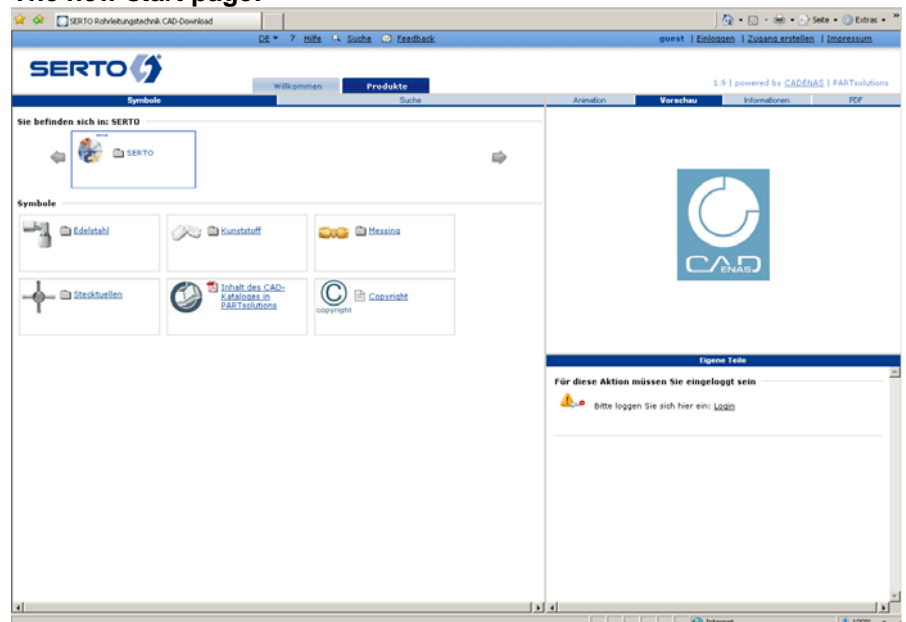 The new start page:
SERTO Rohrleitungstechnik CAD-Download
Seite
Extras
»
DE ? Hilfe Suche Feedback
guest | Einloggen | Zugang erstellen | Impressum
SERTO
Willkommen Produkte
1.9 | powered by CADENAS | PARTsolutions
Symbole Suche
Animation Vorschau Informationen PDF
Sie befinden sich in: SERTO
SERTO
Symbole
Edelstahl
Kunststoff
Messing
Stecktuellen
Inhalt des CAD-
Kataloges in
PARTsolutions
copyright
Copyright
CAD
ENAS
Eigene Teile
Für diese Aktion müssen Sie eingeloggt sein
Bitte loggen Sie sich hier ein: Login
Internet
100%